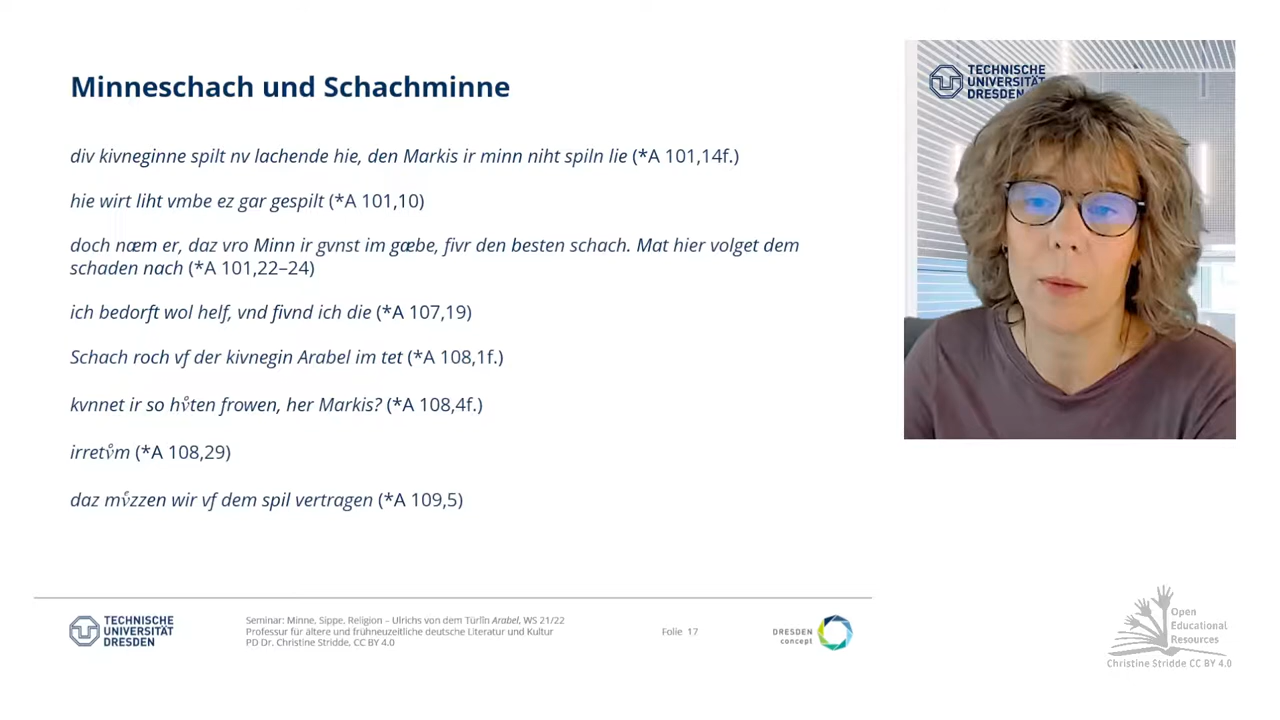 Minneschach und Schachminne
div kivneginne spilt nv lachende hie, den Markis ir minn niht spiln lie (*A 101,14f.)
hie wirt liht vmbe ez gar gespilt (*A 101,10)
doch næm er, daz vro Minn ir gvnst im gæbe, fivr den besten schach. Mat hier volget dem
schaden nach (*A 101,22–24)
ich bedorft wol helf, vnd fivnd ich die (*A 107,19)
Schach roch vf der kivnegin Arabel im tet (*A 108,1f.)
kvnnet ir so hv̊ten frowen, her Markis? (*A 108,4f.)
irretv̊m (*A 108,29)
daz mv̊zzen wir vf dem spil vertragen (*A 109,5)
TECHNISCHE
UNIVERSITÄT
DRESDEN
TECHNISCHE
UNIVERSITÄT
DRESDEN
Seminar: Minne, Sippe, Religion – Ulrichs von dem Türlîn Arabel, WS 21/22
Professur für ältere und frühneuzeitliche deutsche Literatur und Kultur
PD Dr. Christine Stridde, CC BY 4.0
Folie 17
DRESDEN
concept
Open
Educational
Resources
Christine Stridde CC BY 4.0